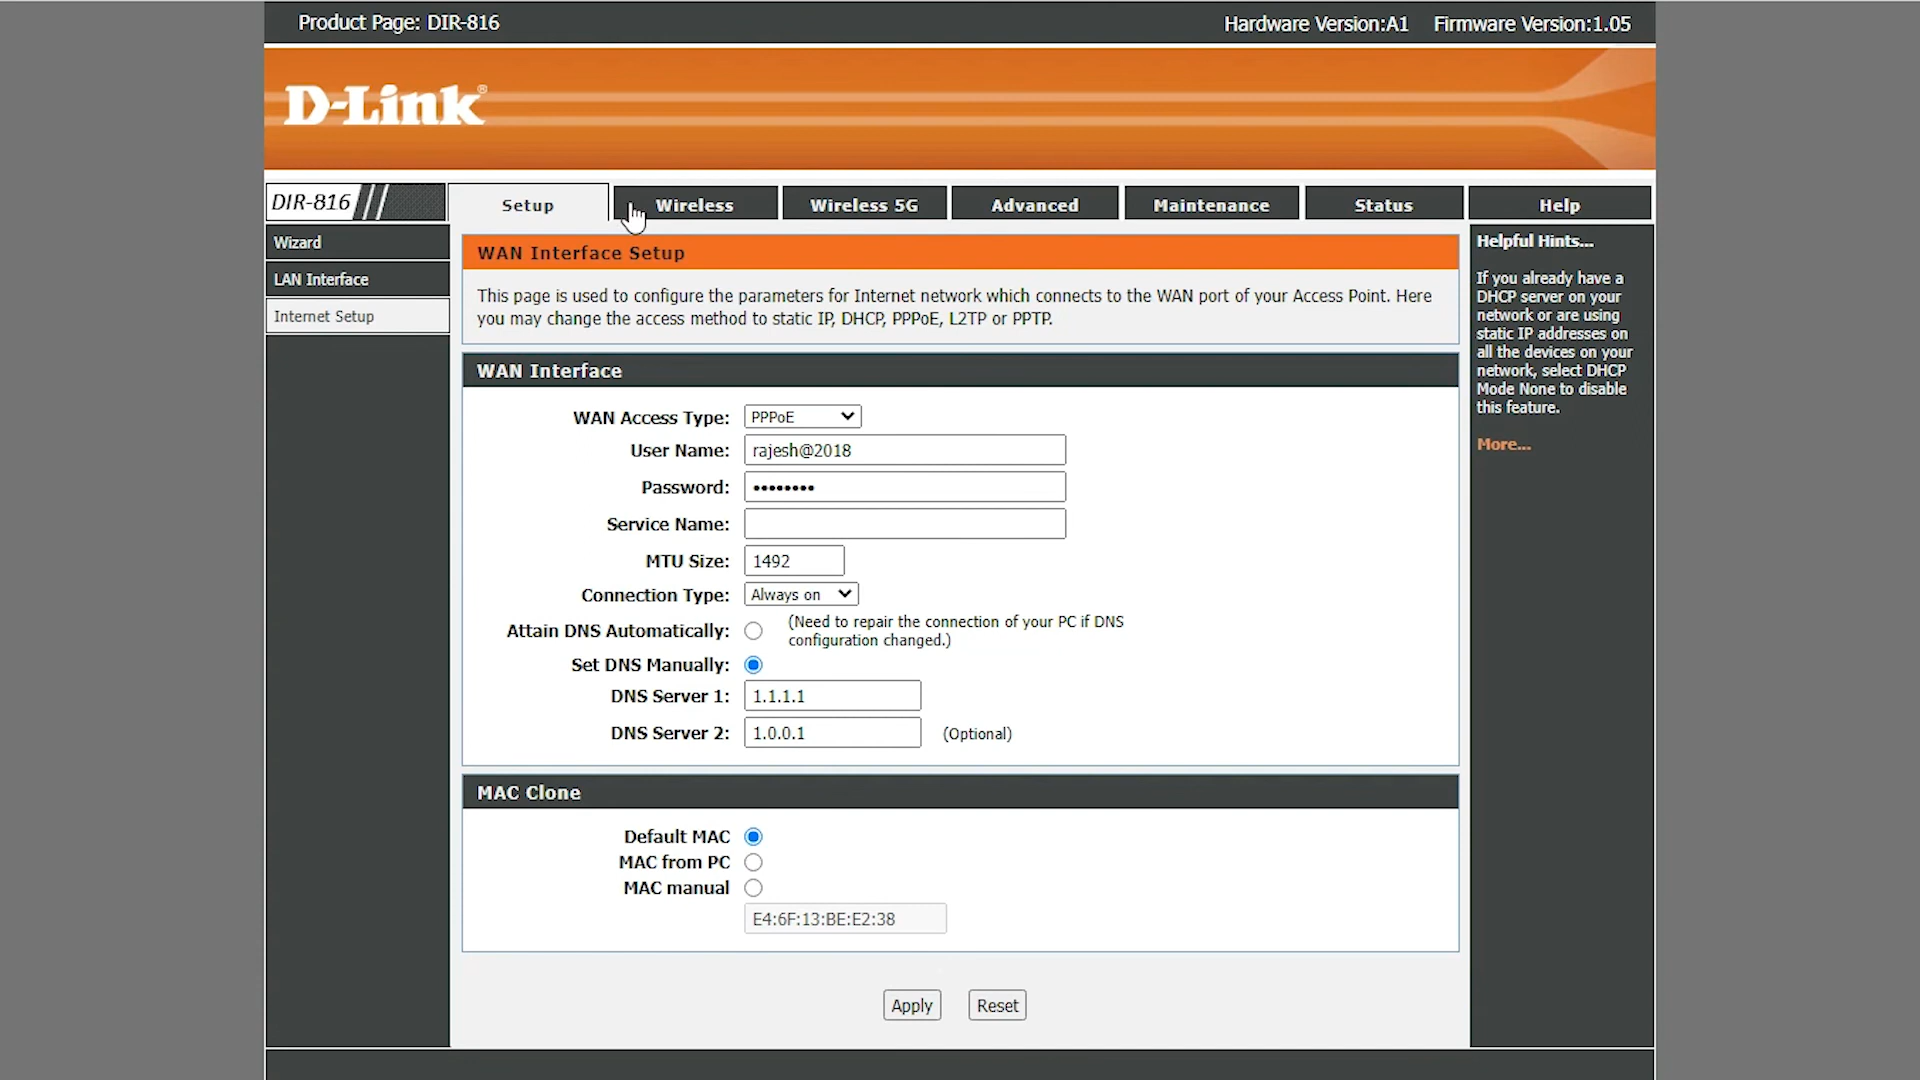 Product Page: DIR-816
Hardware Version:A1 Firmware Version:1.05
D-Link®
DIR-816
Setup
Wireless
Wireless 5G
Advanced
Maintenance
Status
Help
Wizard
LAN Interface
Internet Setup
WAN Interface Setup
This page is used to configure the parameters for Internet network which connects to the WAN port of your Access Point. Here
you may change the access method to static IP, DHCP, PPPoE, L2TP or PPTP.
WAN Interface
WAN Access Type: PPPoE
User Name: rajesh@2018
Password: ••••••••
Service Name:
MTU Size: 1492
Connection Type: Always on
Attain DNS Automatically: (Need to repair the connection of your PC if DNS
configuration changed.)
Set DNS Manually:
DNS Server 1: 1.1.1.1
DNS Server 2: 1.0.0.1 (Optional)
MAC Clone
Default MAC
MAC from PC
MAC manual
E4:6F:13:BE:E2:38
Apply Reset
Helpful Hints...
If you already have a
DHCP server on your
network or are using
static IP addresses on
all the devices on your
network, select DHCP
Mode None to disable
this feature.
More...